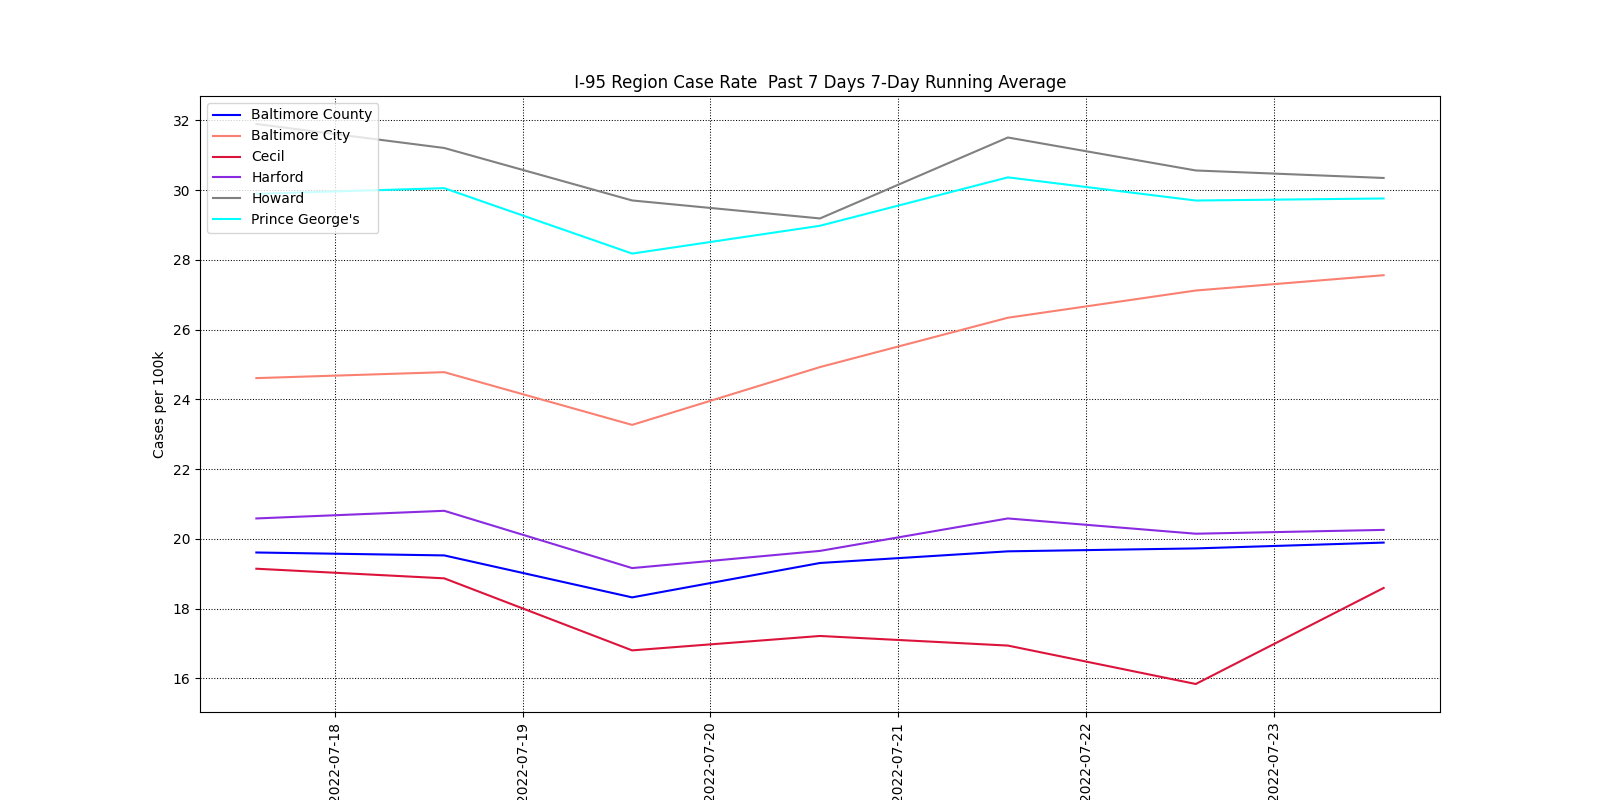 I-95 Region Case Rate  Past 7 Days 7-Day Running Average
Baltimore County
Baltimore City
Cecil
Harford
Howard
Prince George's
Cases per 100k
32
30
28
26
24
22
20
18
16
2022-07-18
2022-07-19
2022-07-20
2022-07-21
2022-07-22
2022-07-23